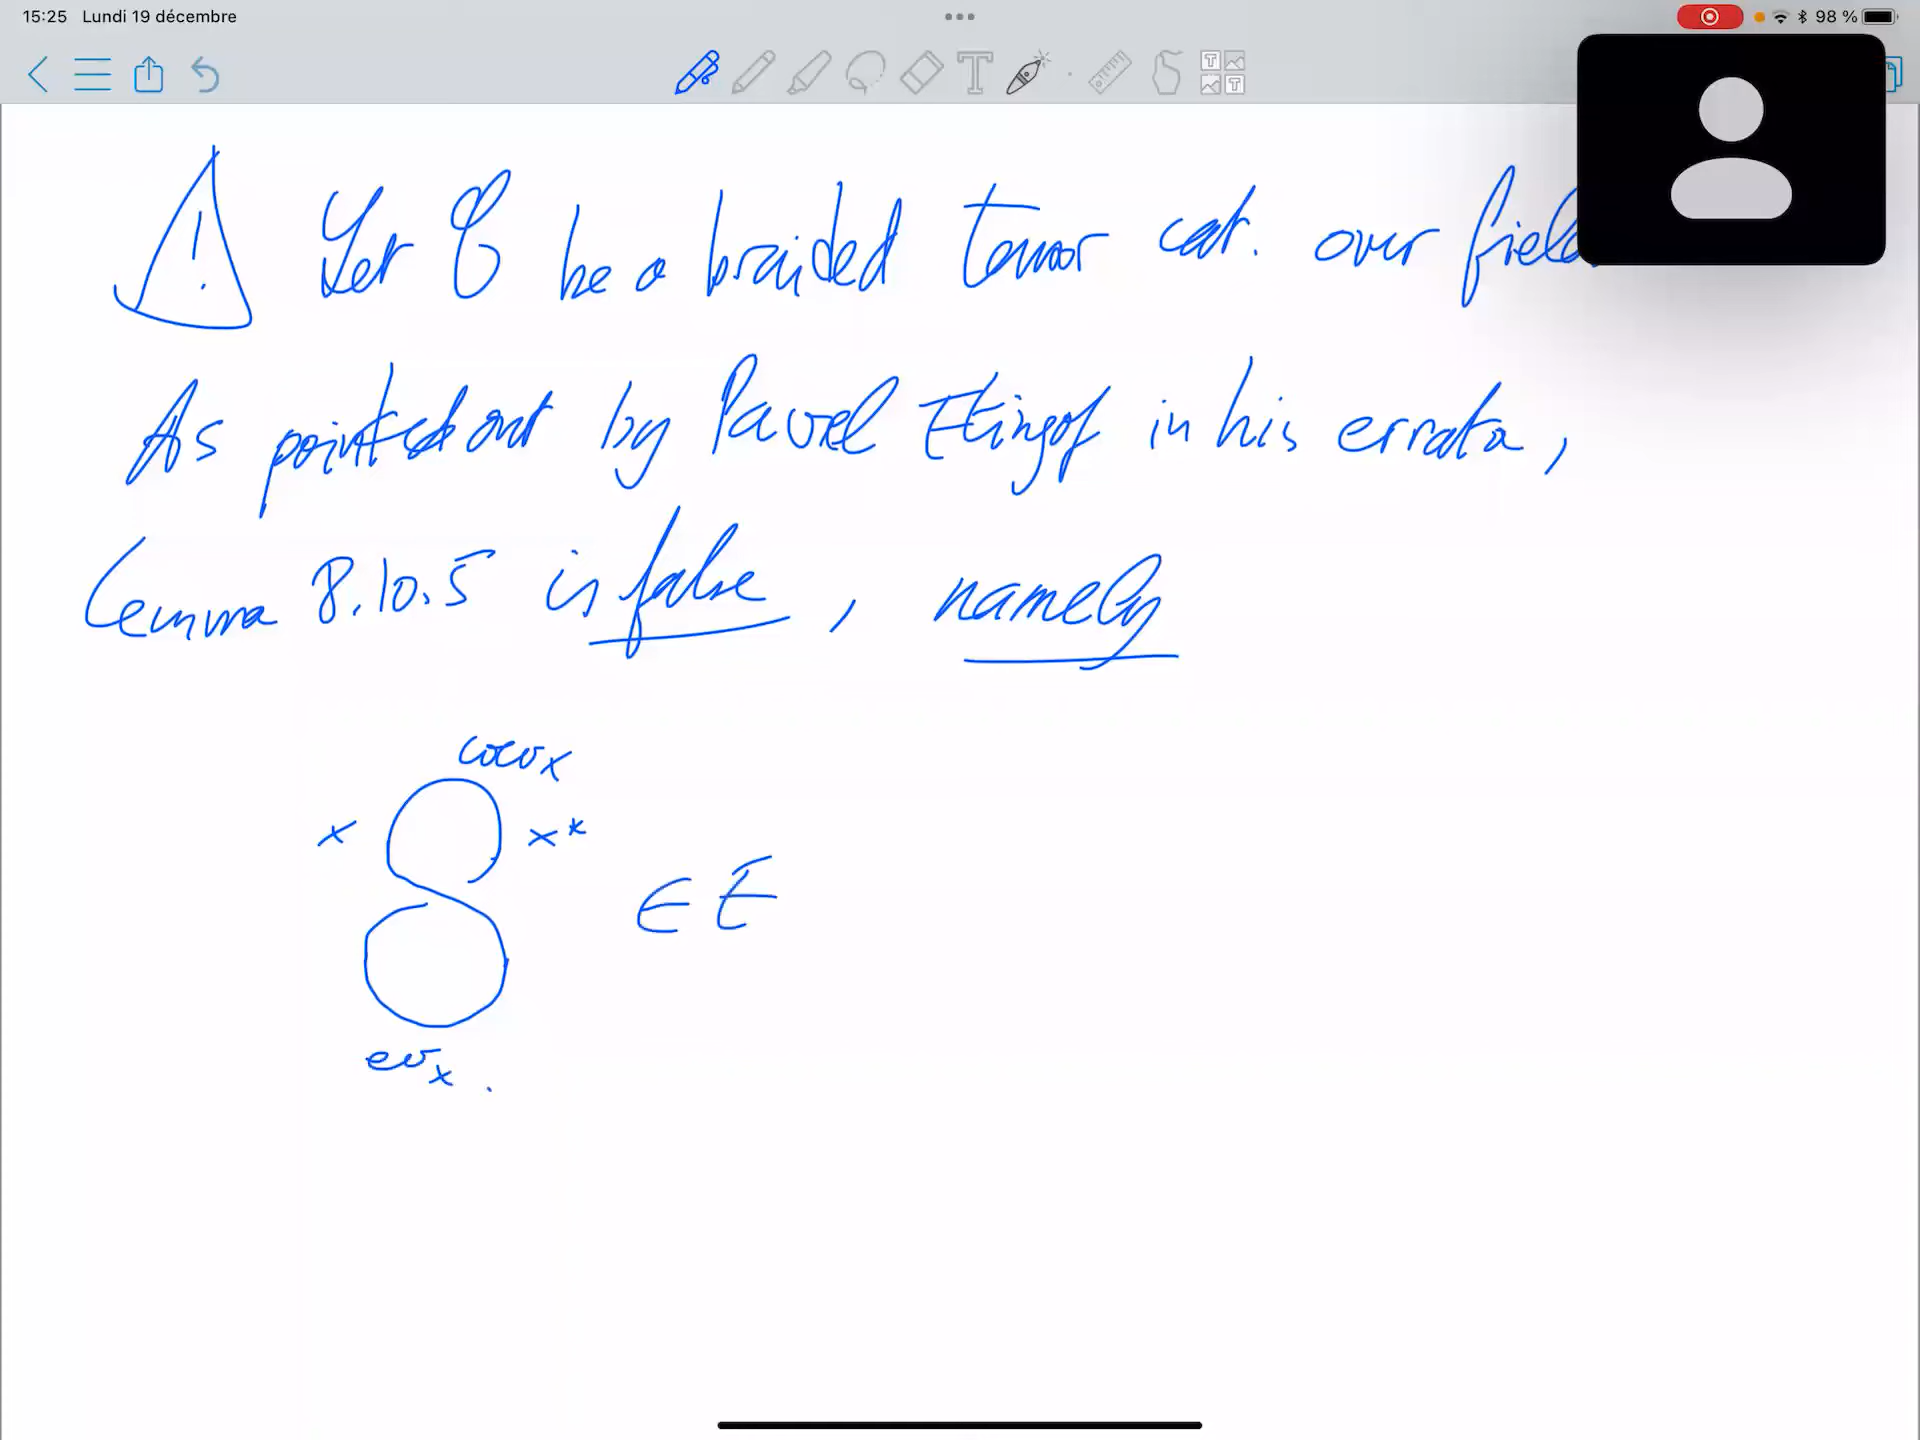 15:25 Lundi 19 décembre
98 %
Let C be a braided tensor cat. over field
As pointed out by Pavel Etingof in his errata,
Lemma 8.10.5 is false, namely
coev_X
X X*
∈ E
ev_X.